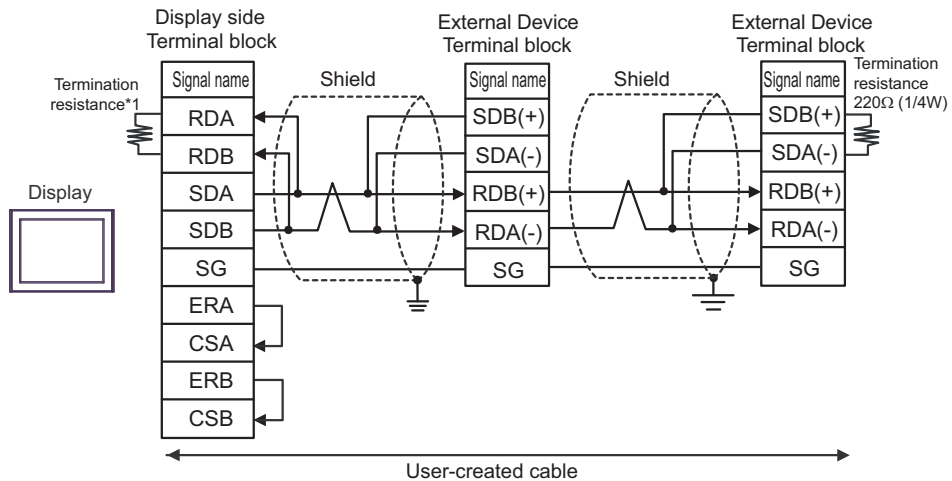 Display side
Terminal block
External Device
Terminal block
External Device
Terminal block
Termination
resistance*1
Signal name
Shield
Signal name
Shield
Signal name
Termination
resistance
220Ω (1/4W)
RDA
SDB(+)
SDB(+)
RDB
SDA(-)
SDA(-)
Display
SDA
RDB(+)
RDB(+)
SDB
RDA(-)
RDA(-)
SG
SG
SG
ERA
CSA
ERB
CSB
User-created cable